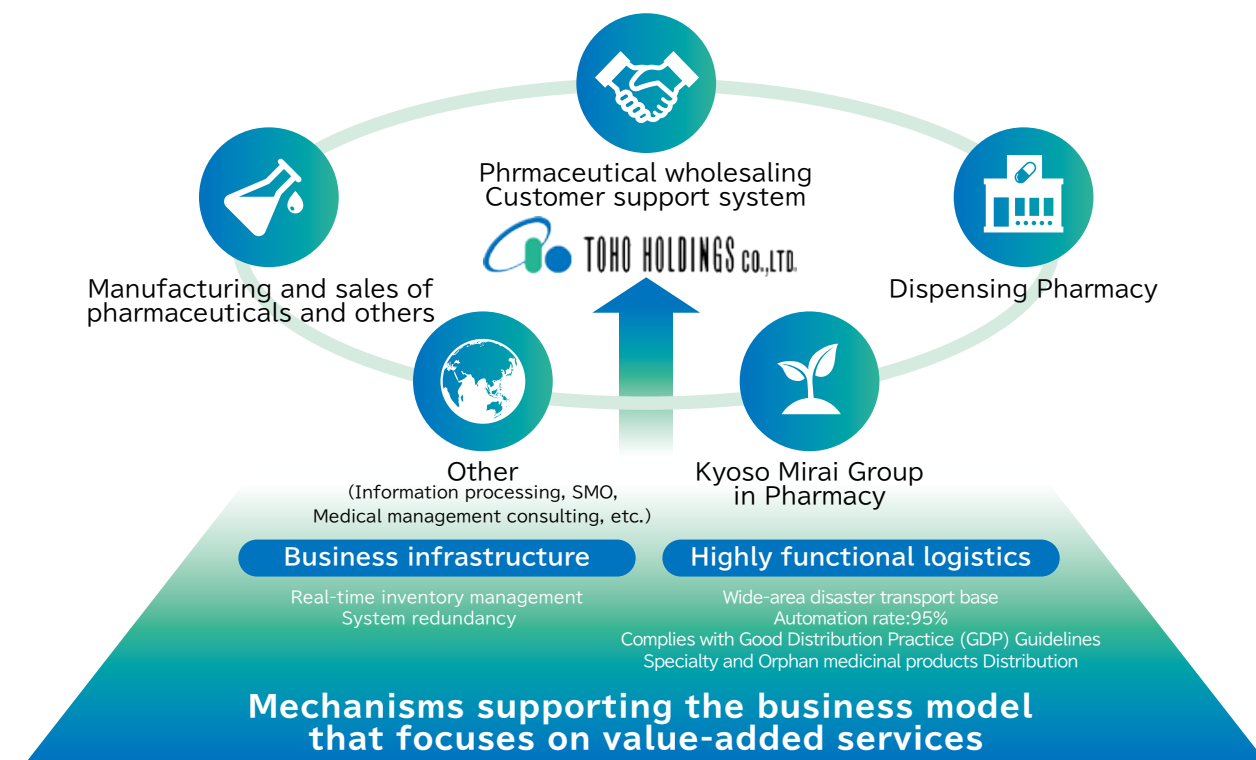 Phrmaceutical wholesaling
Customer support system
TOHO HOLDINGS CO.,LTD.
Manufacturing and sales of
pharmaceuticals and others
Dispensing Pharmacy
Other
(Information processing, SMO,
Medical management consulting, etc.)
Kyoso Mirai Group
in Pharmacy
Business infrastructure
Real-time inventory management
System redundancy
Highly functional logistics
Wide-area disaster transport base
Automation rate:95%
Complies with Good Distribution Practice (GDP) Guidelines
Specialty and Orphan medicinal products Distribution
Mechanisms supporting the business model
that focuses on value-added services